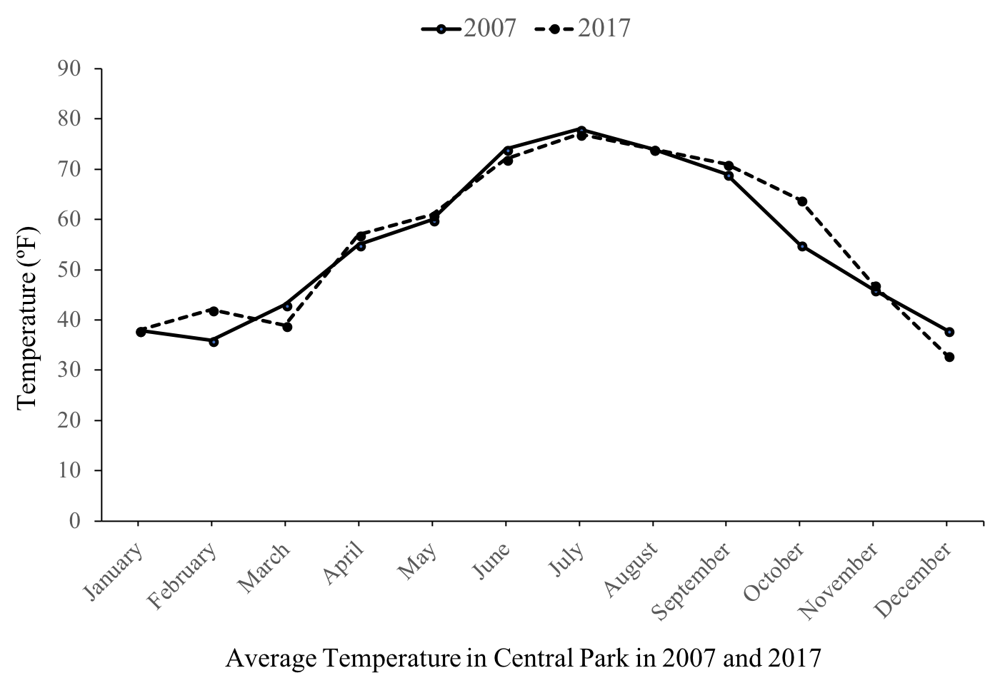 2007 2017
90
80
70
60
50
40
30
20
10
0
Temperature (ºF)
January
February
March
April
May
June
July
August
September
October
November
December
Average Temperature in Central Park in 2007 and 2017